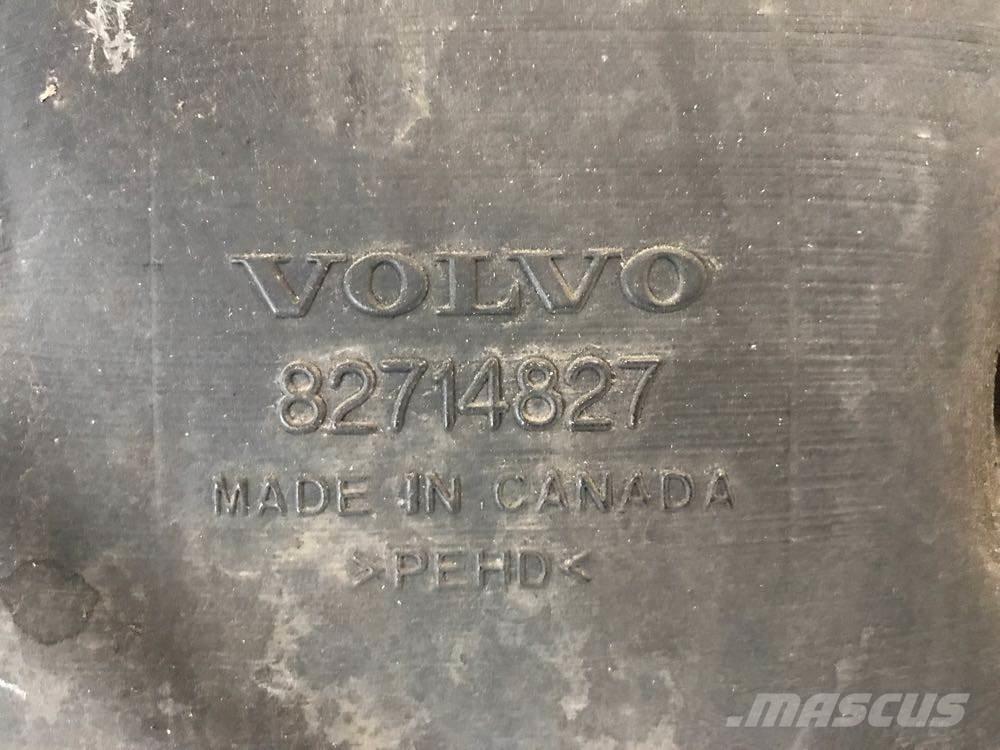 VOLVO
82714827
MADE IN CANADA
>PEHD<
.MASCUS